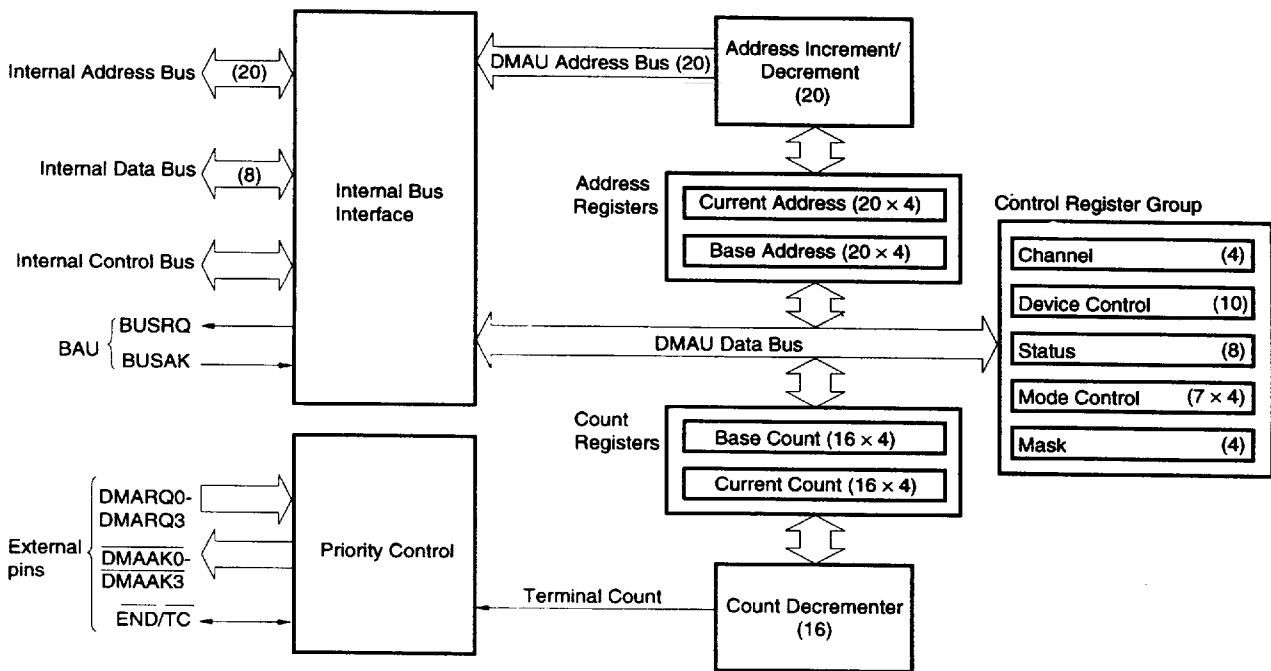 Internal Address Bus
(20)
Internal Data Bus
(8)
Internal Control Bus
BAU
BUSRQ
BUSAK
Internal Bus
Interface
DMAU Address Bus (20)
Address Increment/
Decrement
(20)
Address
Registers
Current Address (20 × 4)
Base Address (20 × 4)
DMAU Data Bus
Control Register Group
Channel (4)
Device Control (10)
Status (8)
Mode Control (7 × 4)
Mask (4)
Count
Registers
Base Count (16 × 4)
Current Count (16 × 4)
Count Decrementer
(16)
Terminal Count
Priority Control
External
pins
DMARQ0-
DMARQ3
DMAAK0-
DMAAK3
END/TC